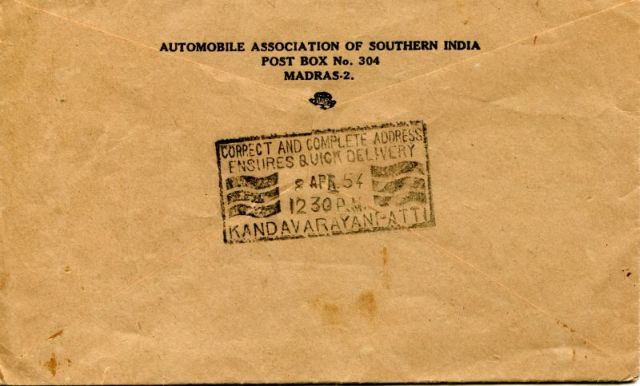 AUTOMOBILE ASSOCIATION OF SOUTHERN INDIA
POST BOX No. 304
MADRAS-2.
CORRECT AND COMPLETE ADDRESS
ENSURES QUICK DELIVERY
8 APR. 54
12 30 P.M.
KANDAVARAYANPATTI